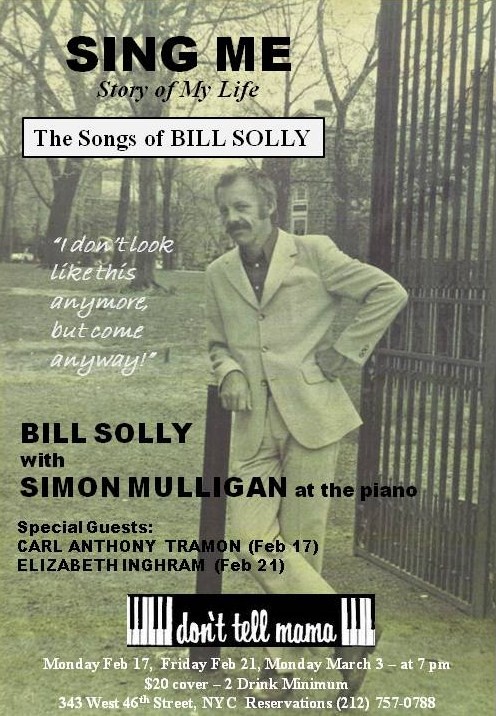 SING ME
Story of My Life
The Songs of BILL SOLLY
“I don’t look
like this
anymore,
but come
anyway!”
BILL SOLLY
with
SIMON MULLIGAN at the piano
Special Guests:
CARL ANTHONY TRAMON (Feb 17)
ELIZABETH INGHRAM (Feb 21)
don't tell mama
Monday Feb 17, Friday Feb 21, Monday March 3 – at 7 pm
$20 cover – 2 Drink Minimum
343 West 46th Street, NYC Reservations (212) 757-0788